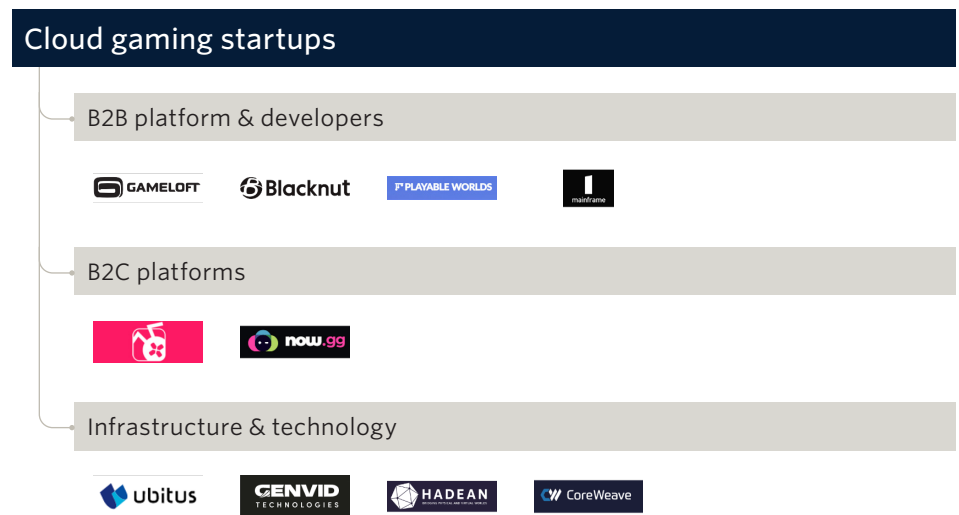 Cloud gaming startups
B2B platform & developers
GAMELOFT
Blacknut
PLAYABLE WORLDS
mainframe
B2C platforms
now.gg
Infrastructure & technology
ubitus
GENVID
TECHNOLOGIES
HADEAN
CoreWeave